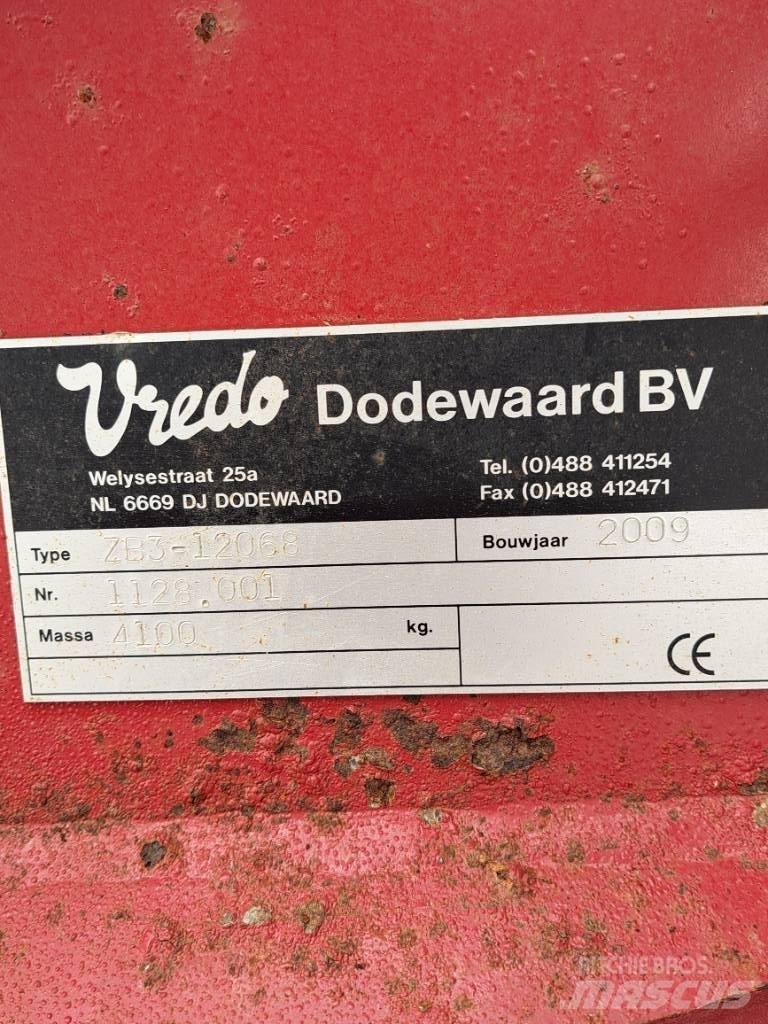 Vredo Dodewaard BV
Welysestraat 25a
NL 6669 DJ DODEWAARD
Tel. (0)488 411254
Fax (0)488 412471
Type ZB3-12068 Bouwjaar 2009
Nr. 1128.001
Massa 4100 kg.
CE
RITCHIE BROS.
MASCUS